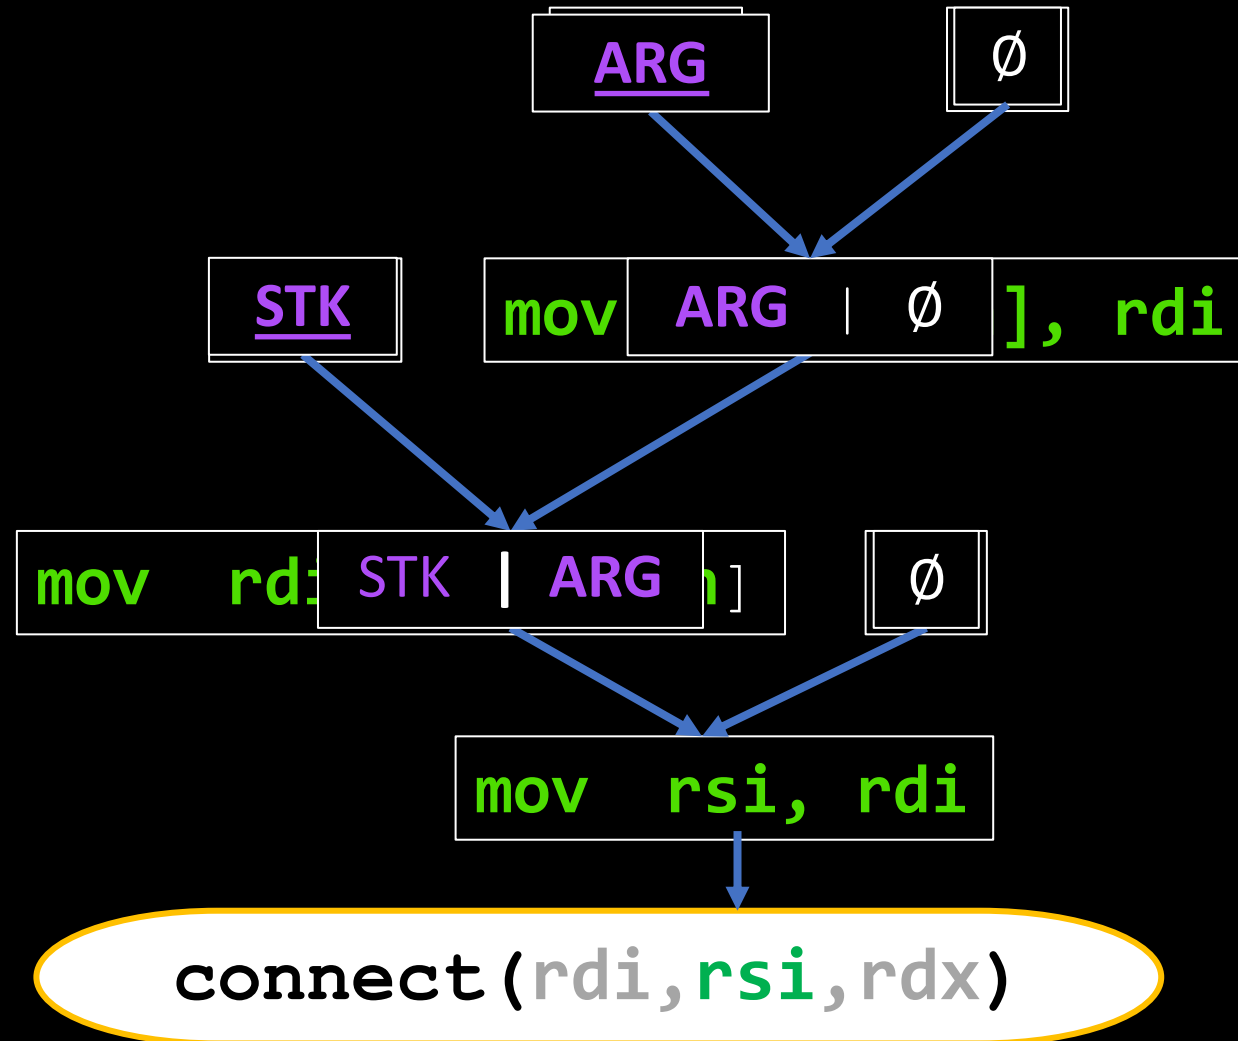 ARG Ø
STK mov ARG | Ø ], rdi
mov rdi STK | ARG ] Ø
mov rsi, rdi
connect(rdi,rsi,rdx)